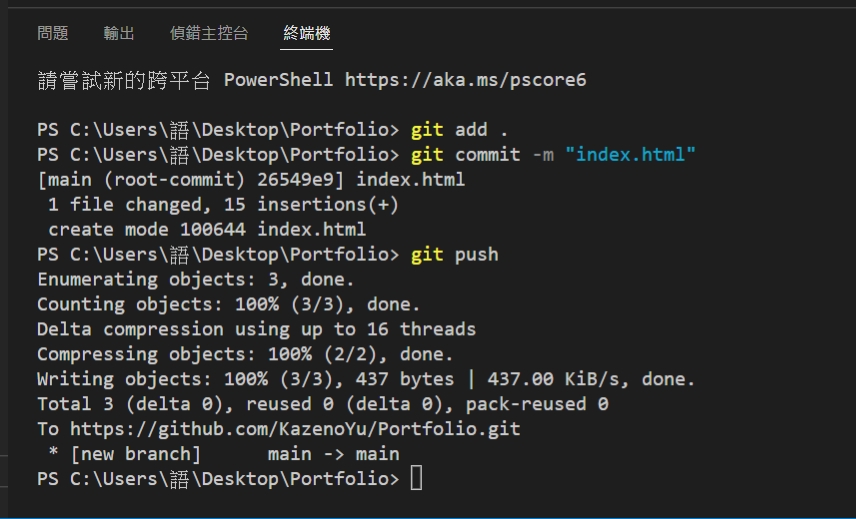 問題 輸出 偵錯主控台 終端機
請嘗試新的跨平台 PowerShell https://aka.ms/pscore6
PS C:\Users\語\Desktop\Portfolio> git add .
PS C:\Users\語\Desktop\Portfolio> git commit -m "index.html"
[main (root-commit) 26549e9] index.html
 1 file changed, 15 insertions(+)
 create mode 100644 index.html
PS C:\Users\語\Desktop\Portfolio> git push
Enumerating objects: 3, done.
Counting objects: 100% (3/3), done.
Delta compression using up to 16 threads
Compressing objects: 100% (2/2), done.
Writing objects: 100% (3/3), 437 bytes | 437.00 KiB/s, done.
Total 3 (delta 0), reused 0 (delta 0), pack-reused 0
To https://github.com/KazenoYu/Portfolio.git
 * [new branch]      main -> main
PS C:\Users\語\Desktop\Portfolio>